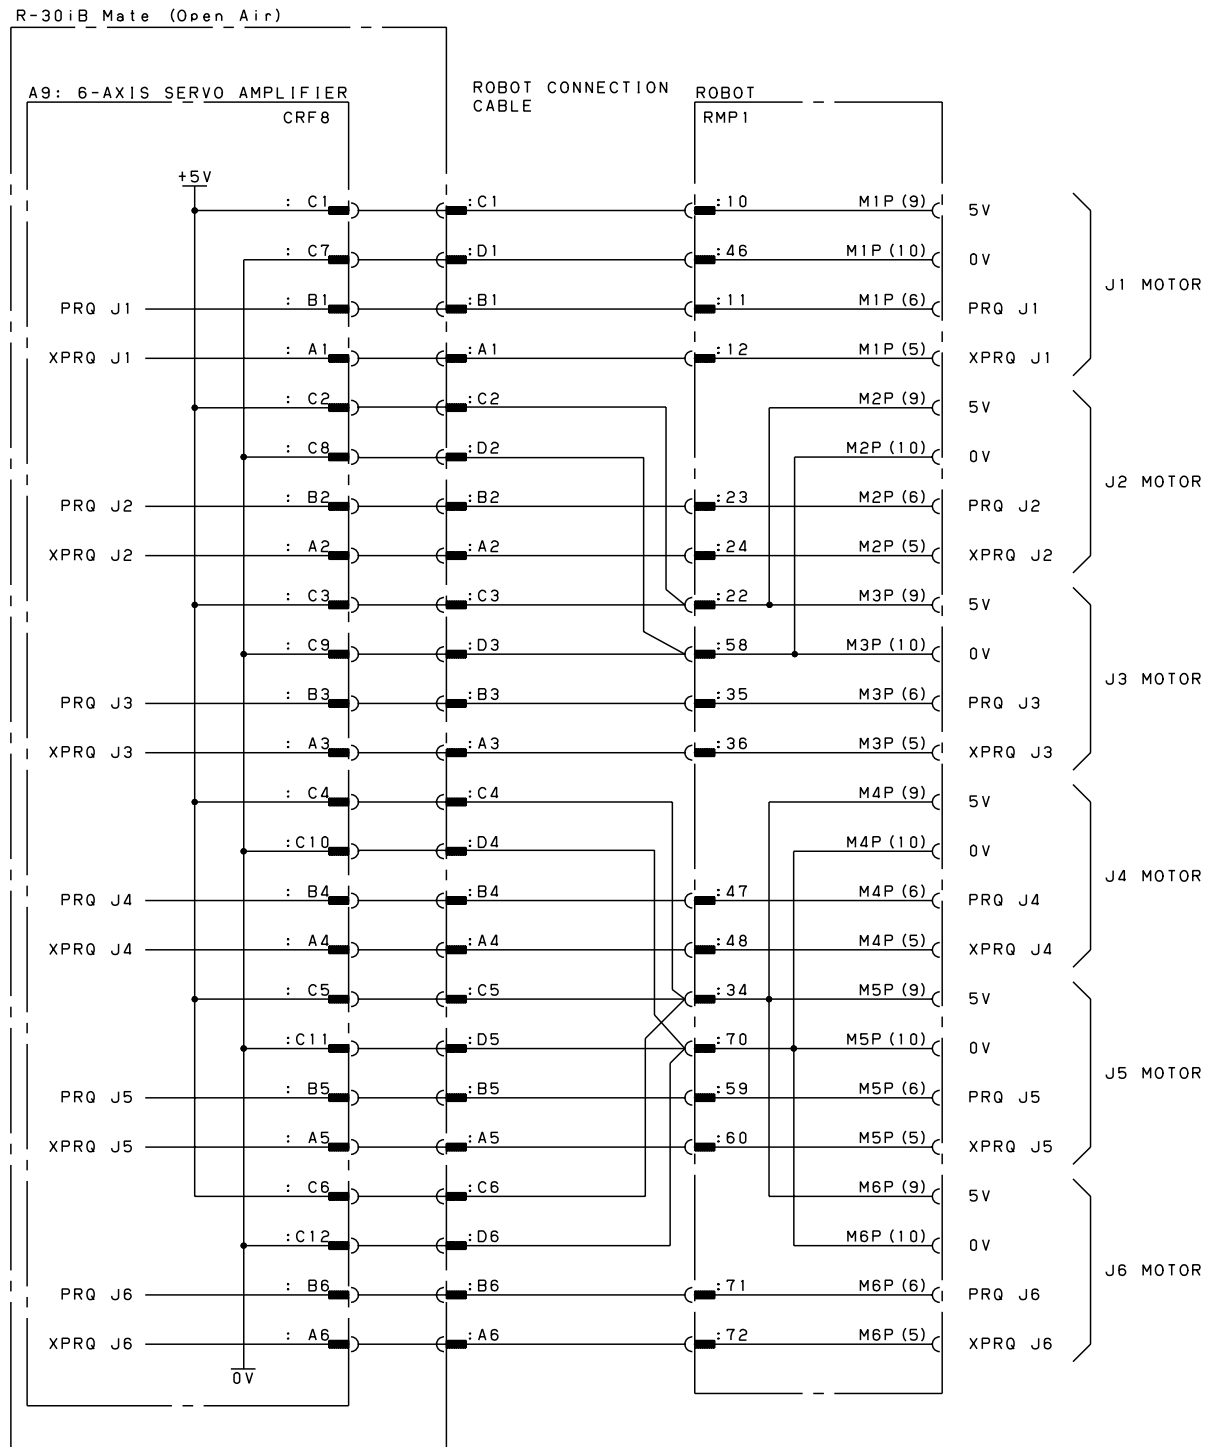 R-30iB Mate (Open Air)
A9: 6-AXIS SERVO AMPLIFIER
CRF8
ROBOT CONNECTION
CABLE
ROBOT
RMP1
+5V
: C1 :C1 :10 M1P(9) 5V
: C7 :D1 :46 M1P(10) 0V
J1 MOTOR
PRQ J1 : B1 :B1 :11 M1P(6) PRQ J1
XPRQ J1 : A1 :A1 :12 M1P(5) XPRQ J1
: C2 :C2 M2P(9) 5V
: C8 :D2 M2P(10) 0V
J2 MOTOR
PRQ J2 : B2 :B2 :23 M2P(6) PRQ J2
XPRQ J2 : A2 :A2 :24 M2P(5) XPRQ J2
: C3 :C3 :22 M3P(9) 5V
: C9 :D3 :58 M3P(10) 0V
J3 MOTOR
PRQ J3 : B3 :B3 :35 M3P(6) PRQ J3
XPRQ J3 : A3 :A3 :36 M3P(5) XPRQ J3
: C4 :C4 M4P(9) 5V
:C10 :D4 M4P(10) 0V
J4 MOTOR
PRQ J4 : B4 :B4 :47 M4P(6) PRQ J4
XPRQ J4 : A4 :A4 :48 M4P(5) XPRQ J4
: C5 :C5 :34 M5P(9) 5V
:C11 :D5 :70 M5P(10) 0V
J5 MOTOR
PRQ J5 : B5 :B5 :59 M5P(6) PRQ J5
XPRQ J5 : A5 :A5 :60 M5P(5) XPRQ J5
: C6 :C6 M6P(9) 5V
:C12 :D6 M6P(10) 0V
J6 MOTOR
PRQ J6 : B6 :B6 :71 M6P(6) PRQ J6
XPRQ J6 : A6 :A6 :72 M6P(5) XPRQ J6
0V